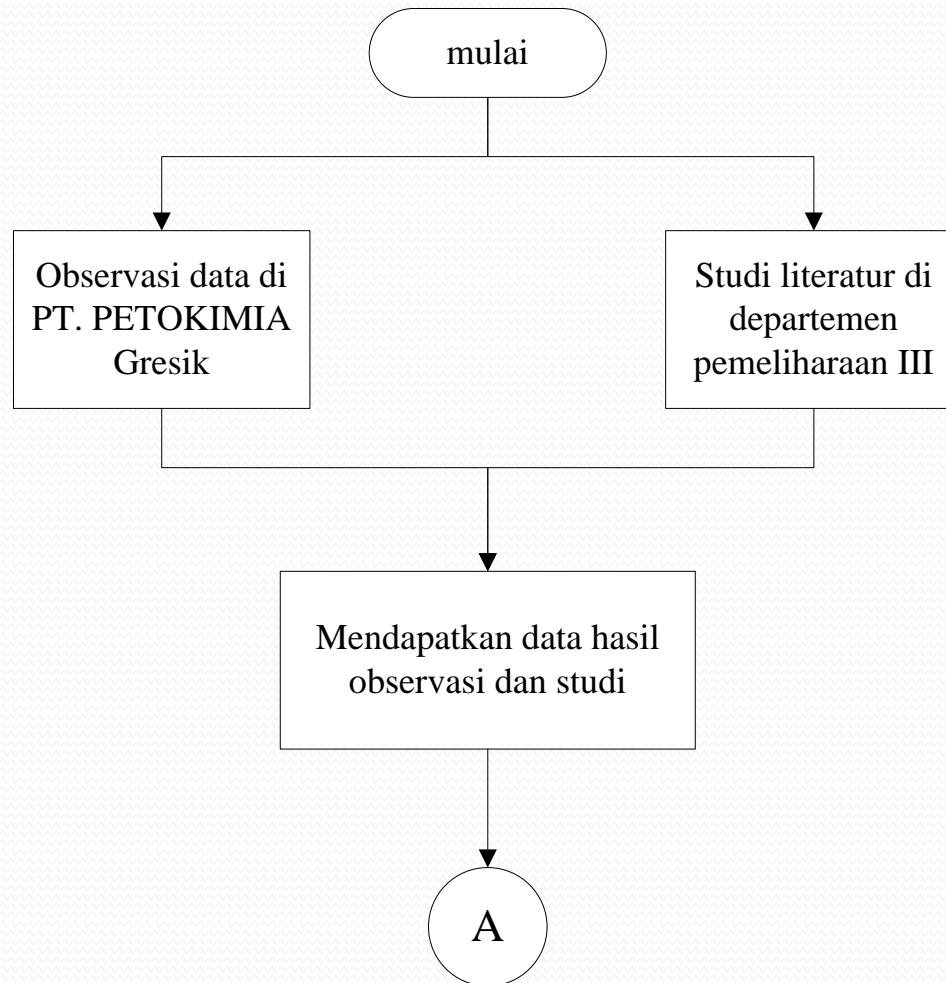 mulai
Observasi data di
PT. PETOKIMIA
Gresik
Studi literatur di
departemen
pemeliharaan III
Mendapatkan data hasil
observasi dan studi
A